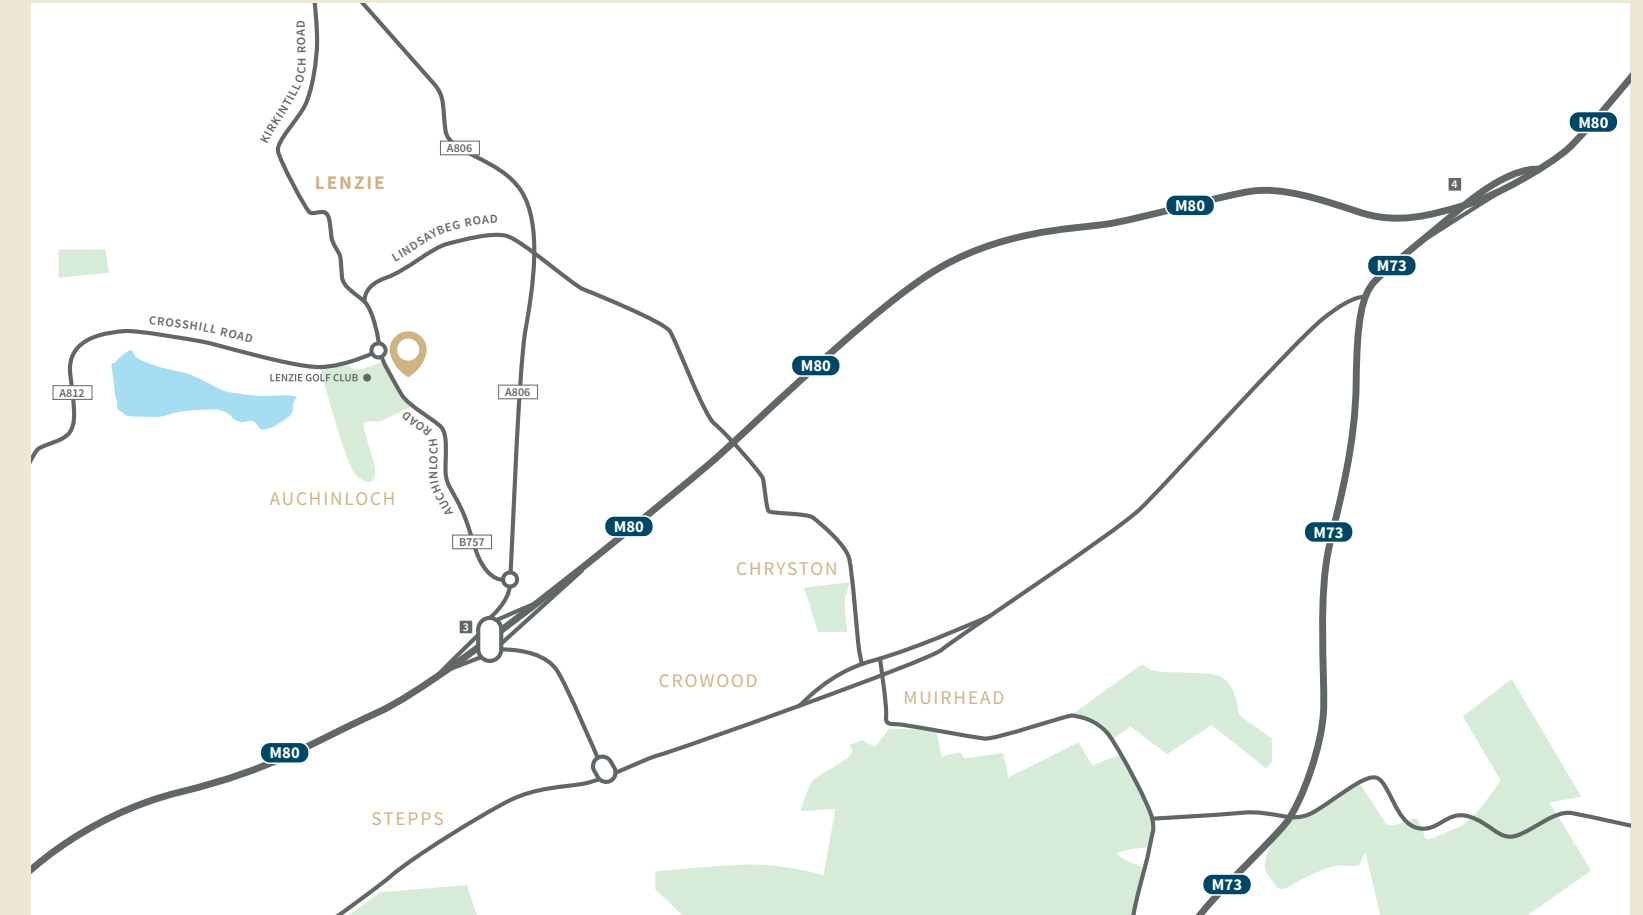 KIRKINTILLOCH ROAD
M80
A806
LENZIE
4
M80
LINDSAYBEG ROAD
M73
CROSSHILL ROAD
M80
LENZIE GOLF CLUB
A812
A806
AUCHINLOCH ROAD
AUCHINLOCH
M80
M73
B757
CHRYSTON
3
CROWOOD
MUIRHEAD
M80
STEPPS
M73